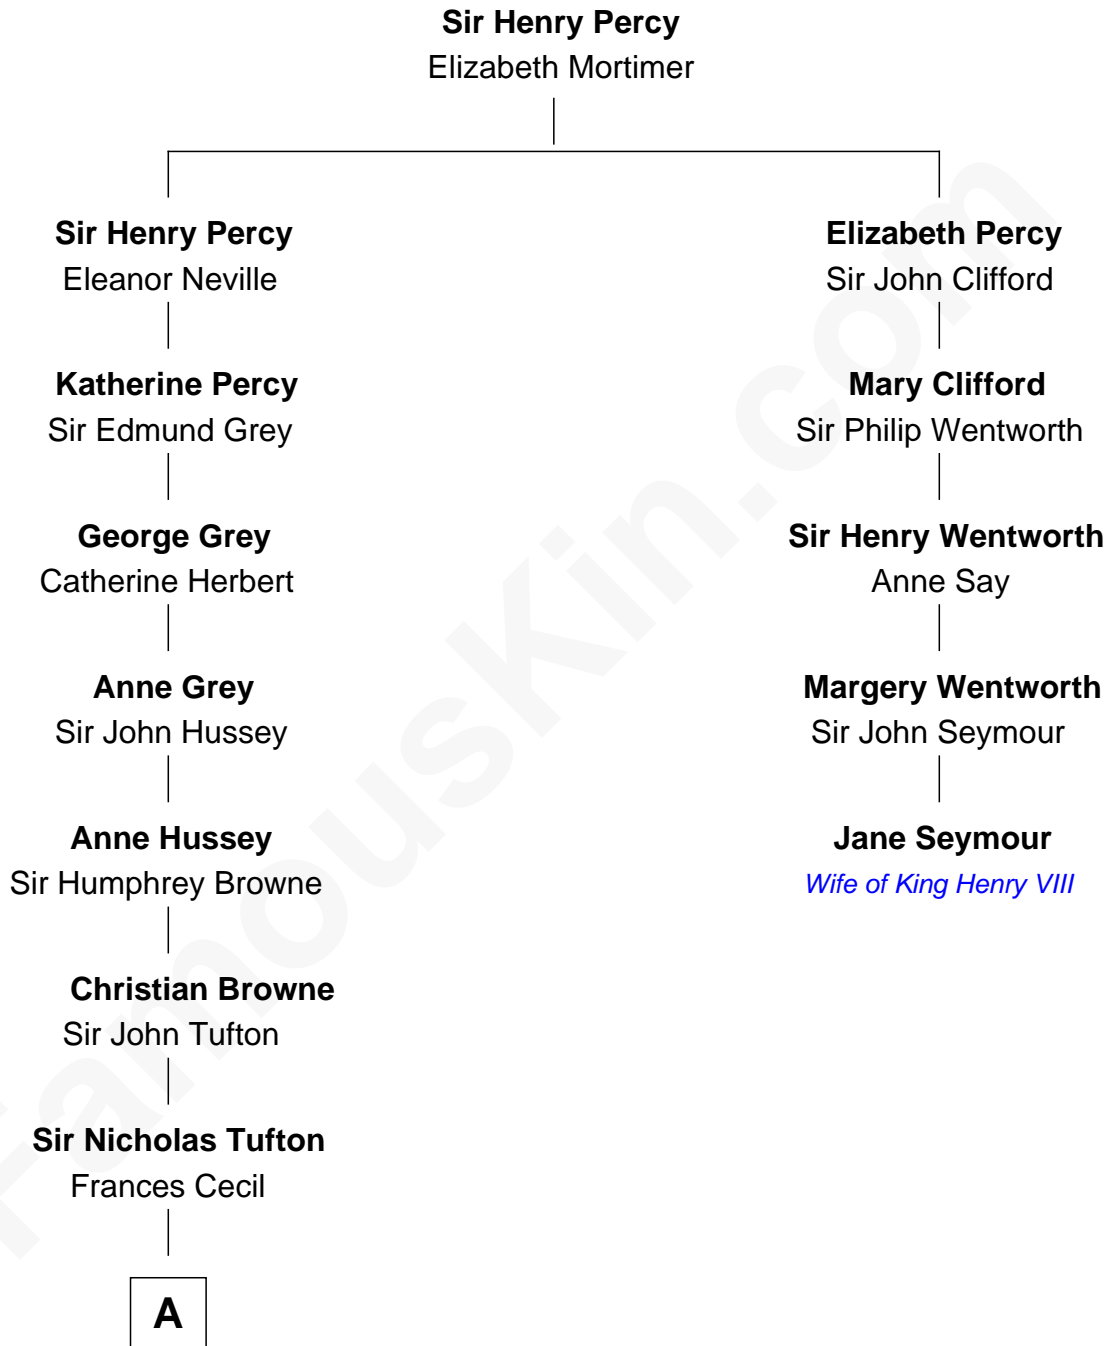 Sir Henry Percy
Elizabeth Mortimer
Sir Henry Percy
Eleanor Neville
Katherine Percy
Sir Edmund Grey
George Grey
Catherine Herbert
Anne Grey
Sir John Hussey
Anne Hussey
Sir Humphrey Browne
Christian Browne
Sir John Tufton
Sir Nicholas Tufton
Frances Cecil
A
Elizabeth Percy
Sir John Clifford
Mary Clifford
Sir Philip Wentworth
Sir Henry Wentworth
Anne Say
Margery Wentworth
Sir John Seymour
Jane Seymour
Wife of King Henry VIII
FamousKin.com